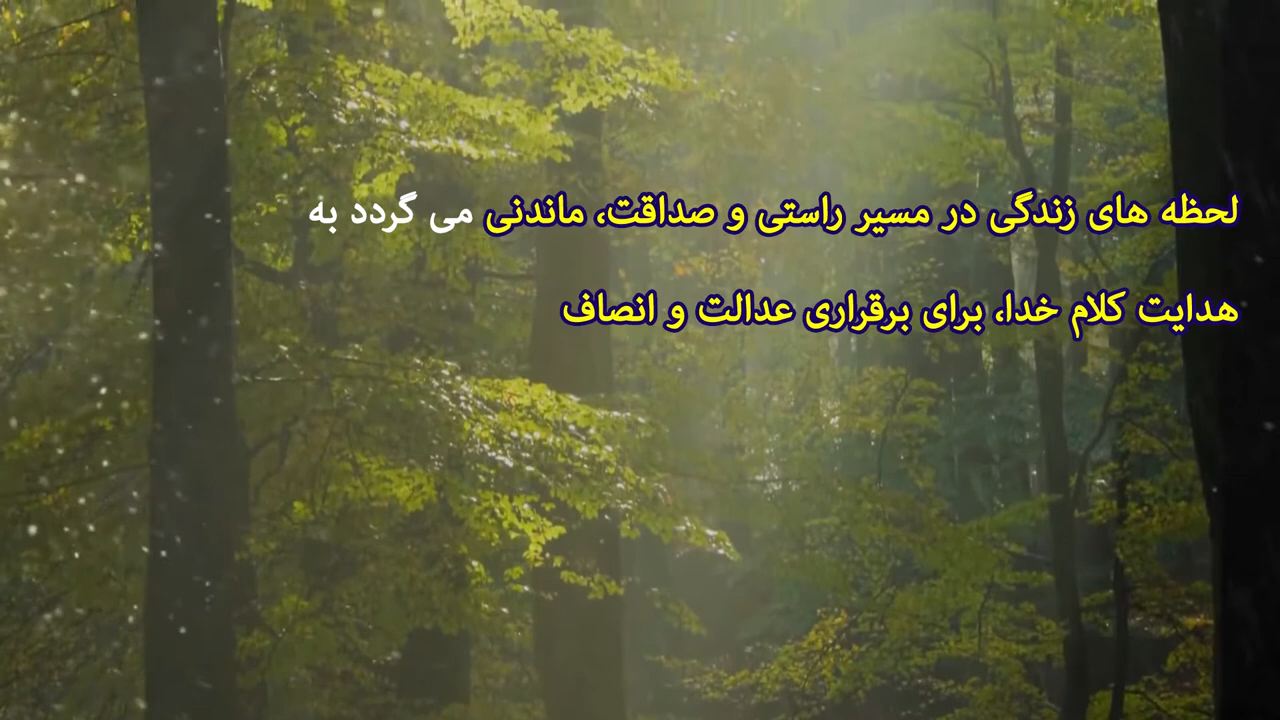 لحظه های زندگی در مسیر راستی و صداقت، ماندنی می گردد به
هدایت کلام خدا، برای برقراری عدالت و انصاف